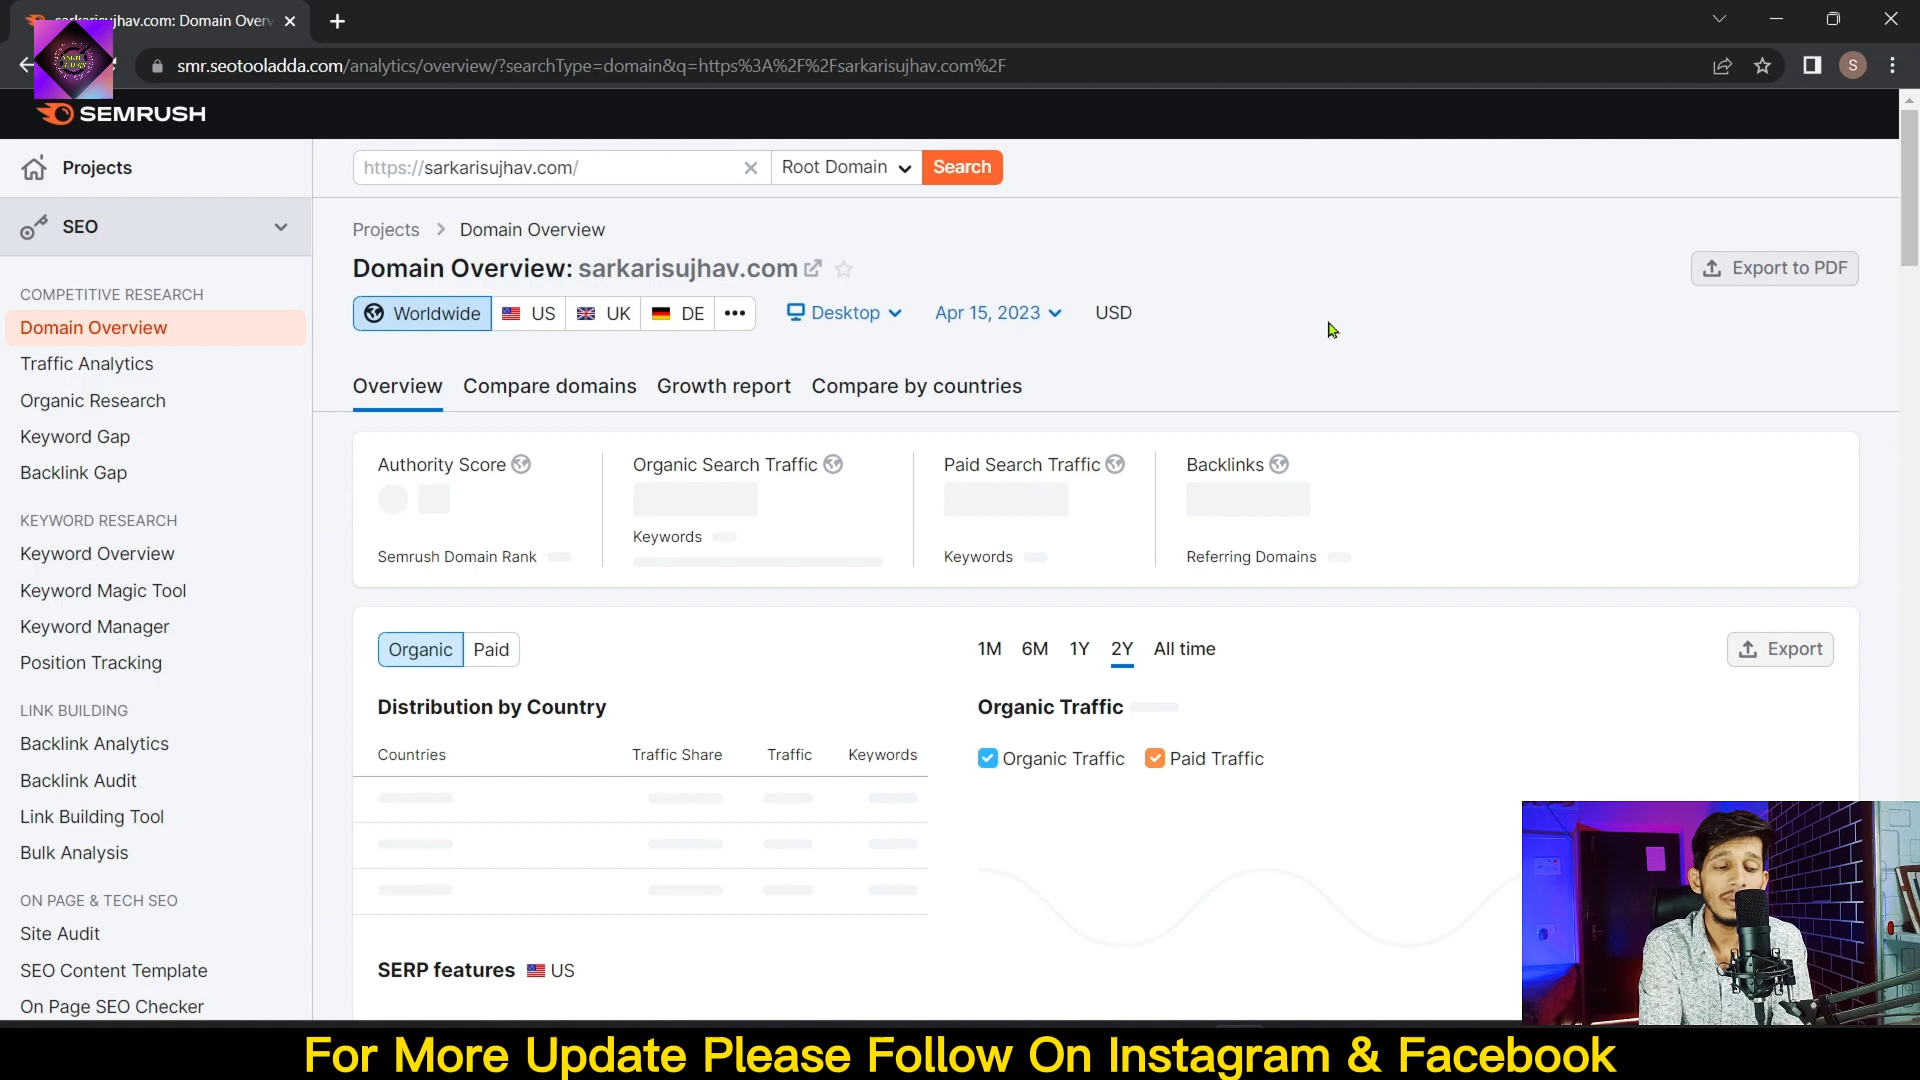 sarkarisujhav.com: Domain Over
smr.seotooladda.com/analytics/overview/?searchType=domain&q=https%3A%2F%2Fsarkarisujhav.com%2F
S
SEMRUSH
Projects
https://sarkarisujhav.com/
Root Domain
Search
SEO
Projects > Domain Overview
Domain Overview: sarkarisujhav.com
Export to PDF
Worldwide
US
UK
DE
Desktop
Apr 15, 2023
USD
Overview
Compare domains
Growth report
Compare by countries
COMPETITIVE RESEARCH
Domain Overview
Traffic Analytics
Organic Research
Keyword Gap
Backlink Gap
KEYWORD RESEARCH
Keyword Overview
Keyword Magic Tool
Keyword Manager
Position Tracking
LINK BUILDING
Backlink Analytics
Backlink Audit
Link Building Tool
Bulk Analysis
ON PAGE & TECH SEO
Site Audit
SEO Content Template
On Page SEO Checker
Authority Score
Semrush Domain Rank
Organic Search Traffic
Keywords
Paid Search Traffic
Keywords
Backlinks
Referring Domains
Organic
Paid
1M 6M 1Y 2Y All time
Export
Distribution by Country
Countries Traffic Share Traffic Keywords
Organic Traffic
Organic Traffic
Paid Traffic
SERP features US
For More Update Please Follow On Instagram & Facebook